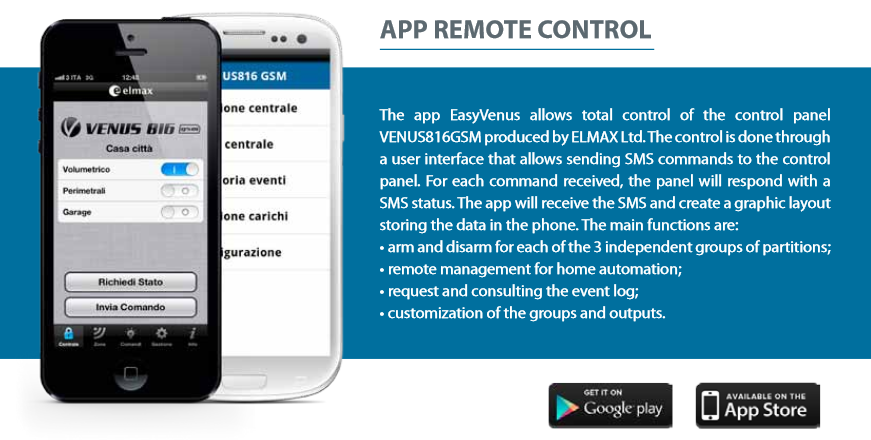 APP REMOTE CONTROL
3 ITA 3G 12:48
elmax
VENUS 816
Casa città
Volumetrico
Perimetrali
Garage
Richiedi Stato
Invia Comando
Controllo Zone Comandi Gestione Info
US816 GSM
ione centrale
centrale
oria eventi
ione carichi
igurazione
The app EasyVenus allows total control of the control panel
VENUS816GSM produced by ELMAX Ltd. The control is done through
a user interface that allows sending SMS commands to the control
panel. For each command received, the panel will respond with a
SMS status. The app will receive the SMS and create a graphic layout
storing the data in the phone. The main functions are:
• arm and disarm for each of the 3 independent groups of partitions;
• remote management for home automation;
• request and consulting the event log;
• customization of the groups and outputs.
GET IT ON
Google play
AVAILABLE ON THE
App Store